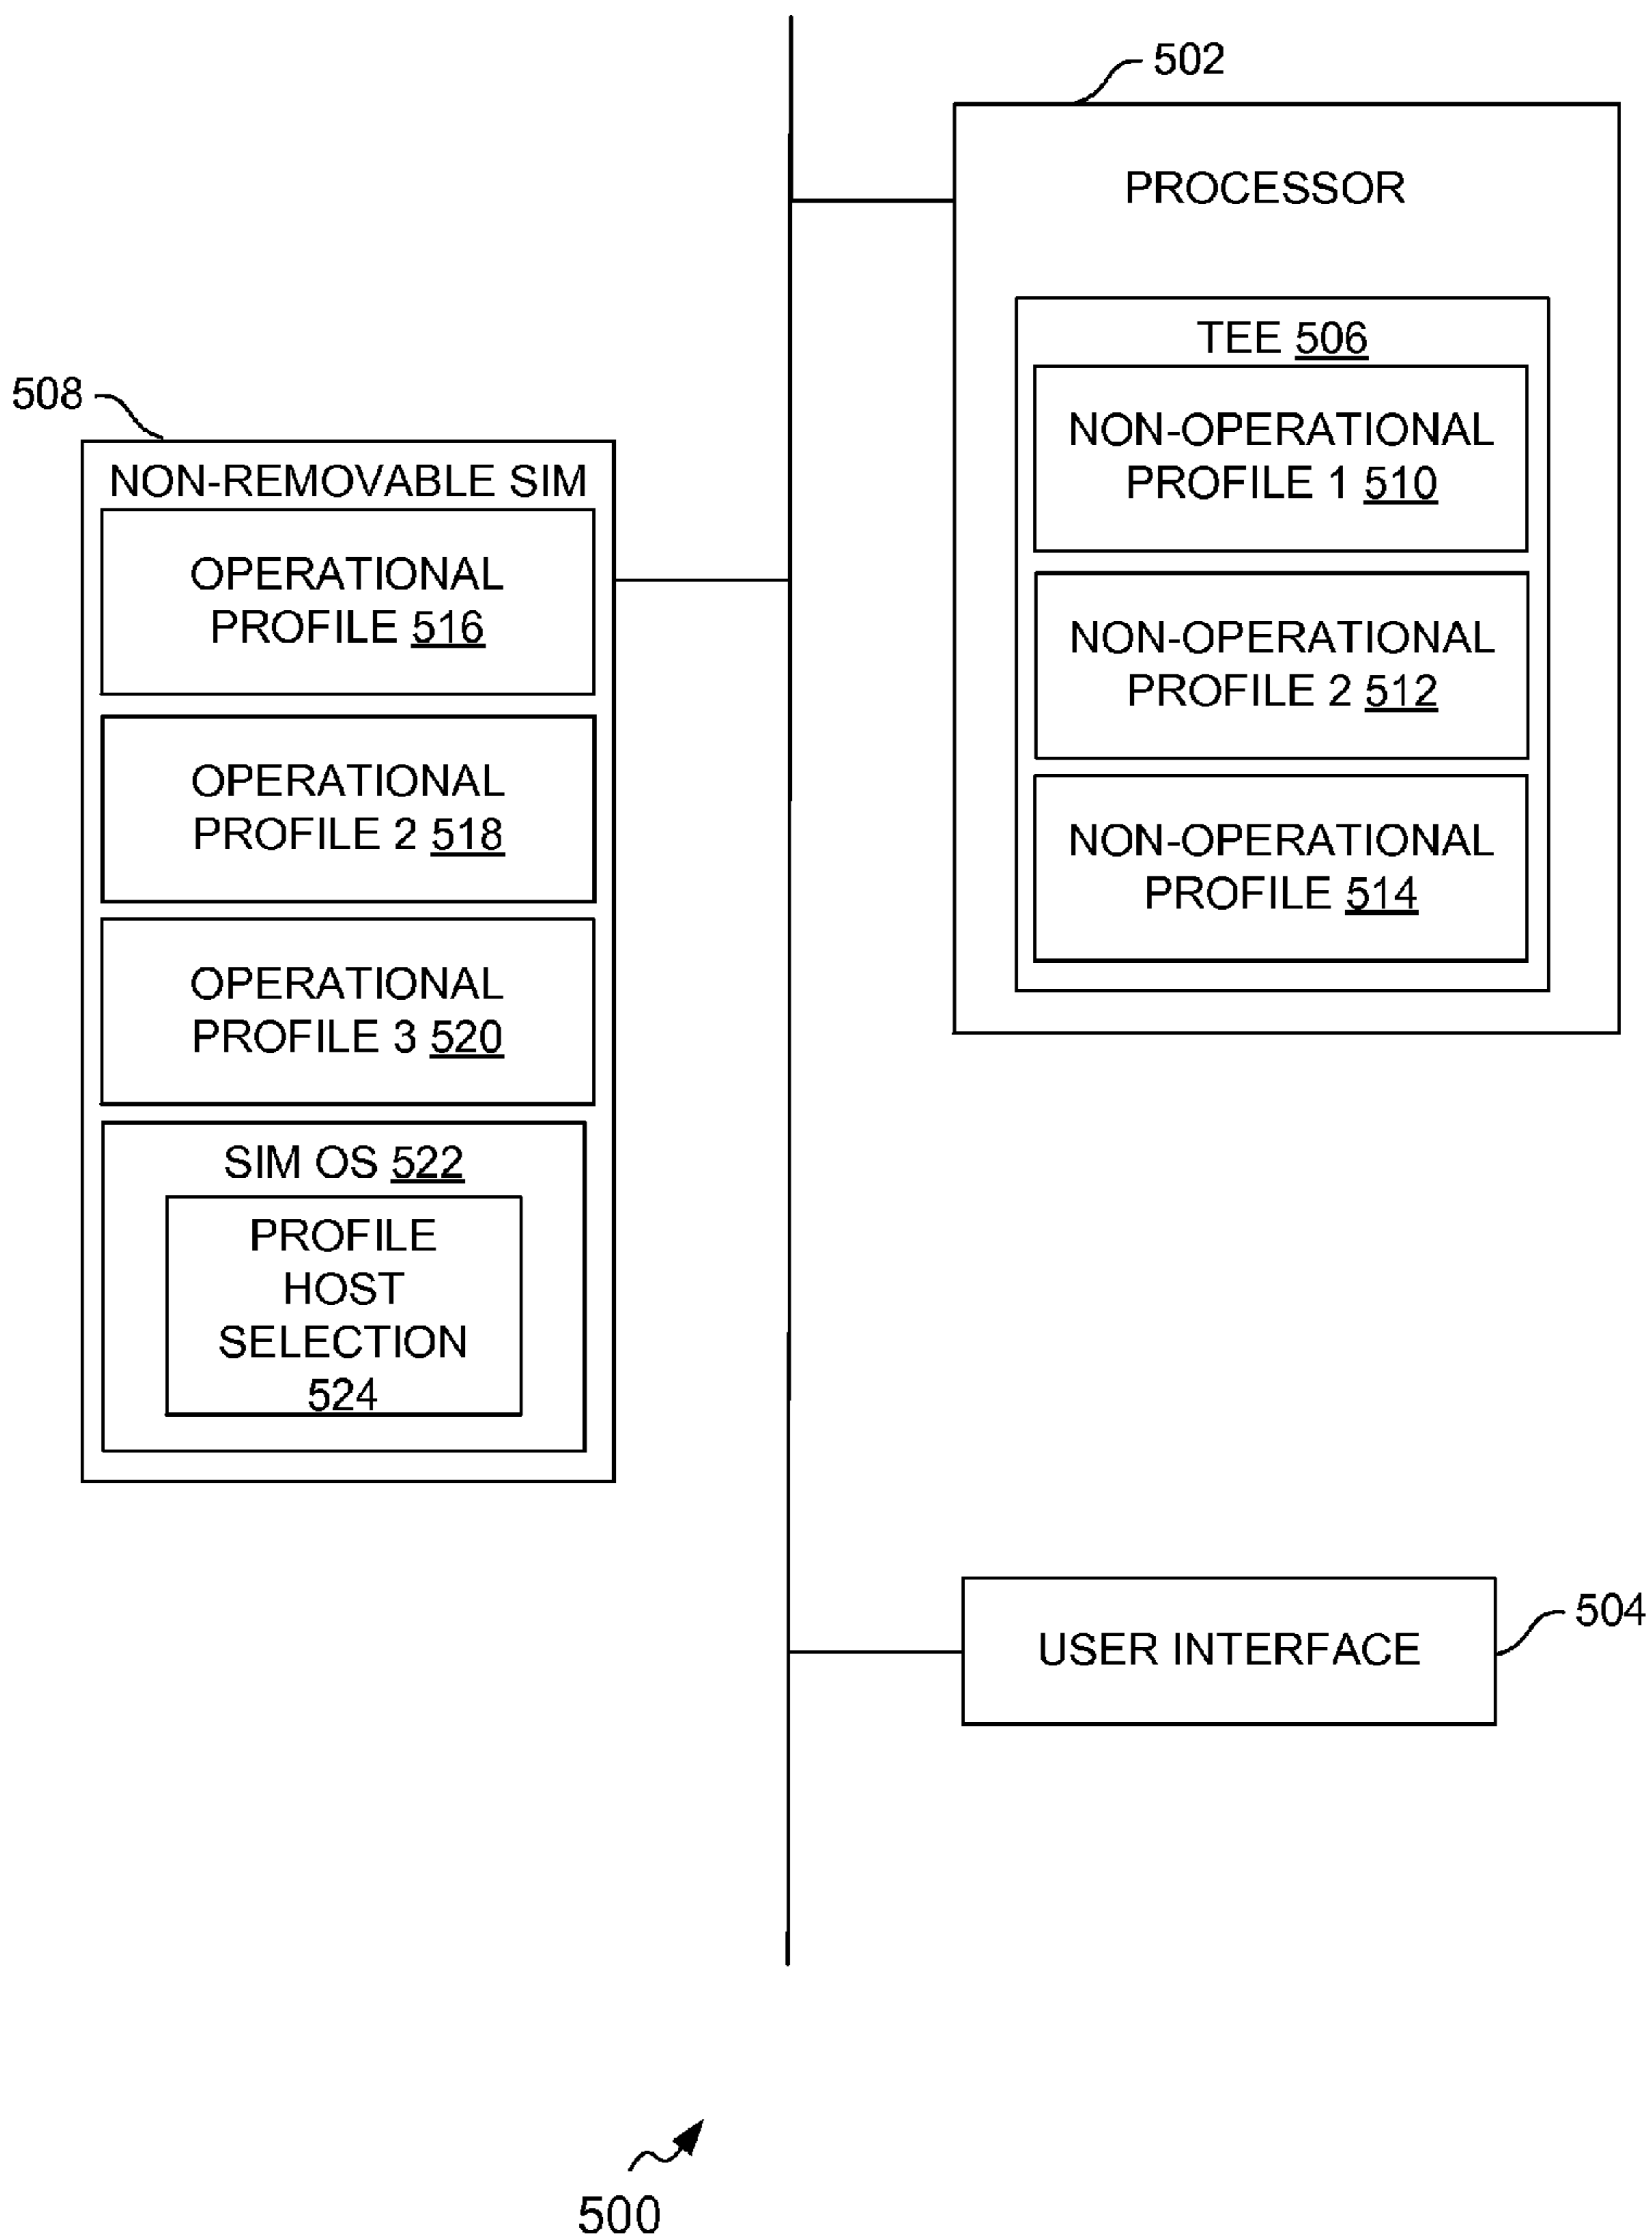 502
PROCESSOR
TEE 506
NON-OPERATIONAL
PROFILE 1 510
NON-OPERATIONAL
PROFILE 2 512
NON-OPERATIONAL
PROFILE 514
508
NON-REMOVABLE SIM
OPERATIONAL
PROFILE 516
OPERATIONAL
PROFILE 2 518
OPERATIONAL
PROFILE 3 520
SIM OS 522
PROFILE
HOST
SELECTION
524
504
USER INTERFACE
500